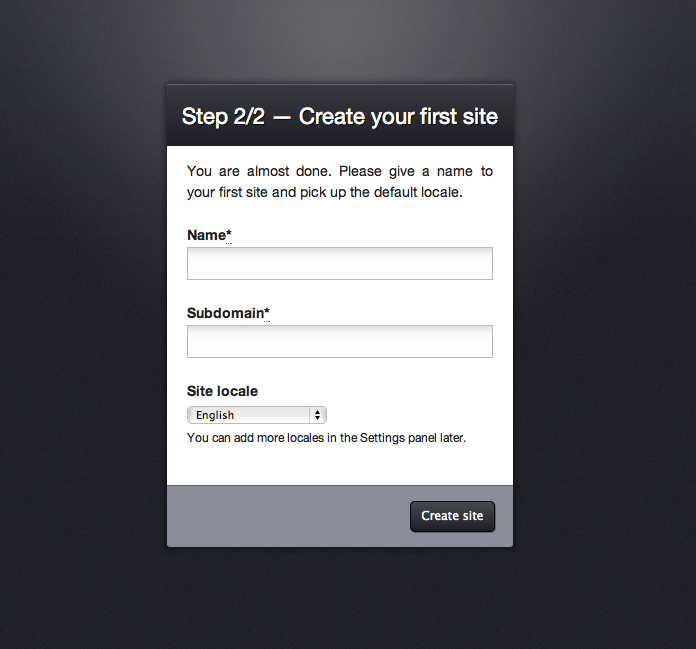 Step 2/2 — Create your first site
You are almost done. Please give a name to
your first site and pick up the default locale.
Name*
Subdomain*
Site locale
English
You can add more locales in the Settings panel later.
Create site